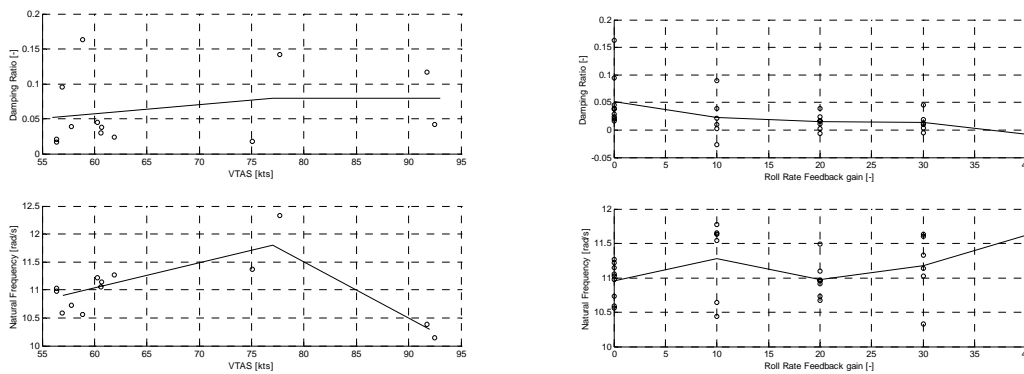 0.2
0.15
0.1
0.05
0
Damping Ratio [-]
55 60 65 70 75 80 85 90 95
VTAS [kts]
0.2
0.15
0.1
0.05
0
-0.05
Damping Ratio [-]
0 5 10 15 20 25 30 35
Roll Rate Feedback gain [-]
12.5
12
11.5
11
10.5
10
Natural Frequency [rad/s]
55 60 65 70 75 80 85 90 95
VTAS [kts]
12
11.5
11
10.5
10
Natural Frequency [rad/s]
0 5 10 15 20 25 30 35
Roll Rate Feedback gain [-]